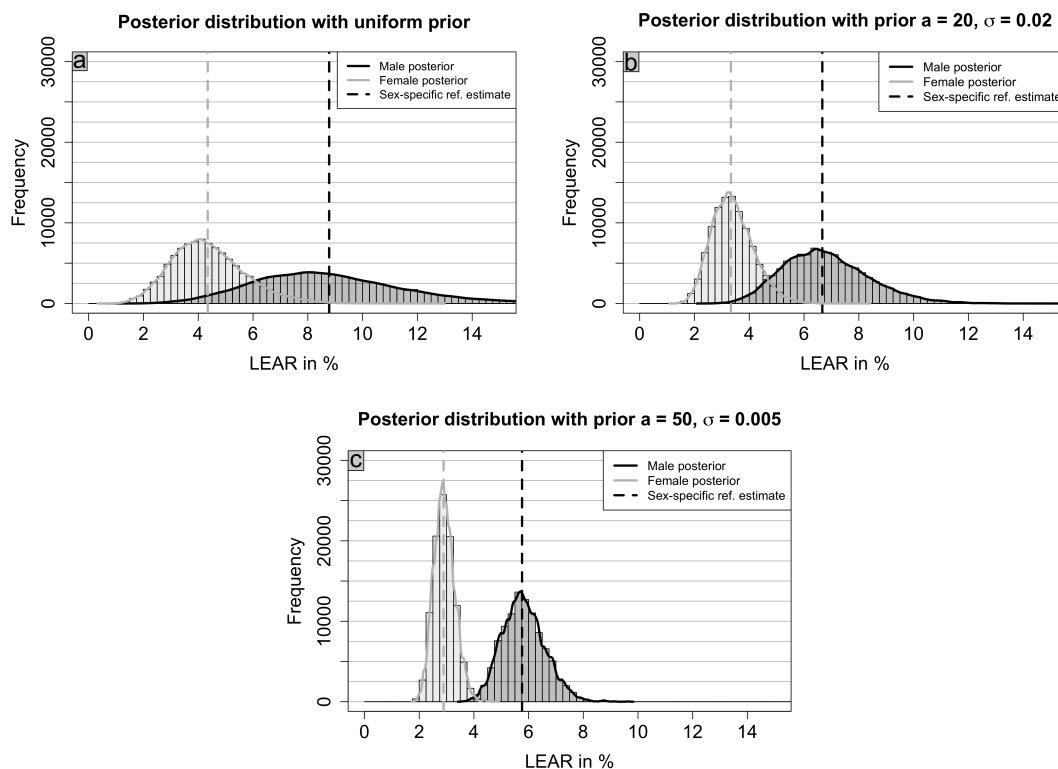 Posterior distribution with uniform prior
a
Male posterior
Female posterior
Sex-specific ref. estimate
Frequency
0 10000 20000 30000
0 2 4 6 8 10 12 14
LEAR in %
Posterior distribution with prior a = 20, σ = 0.02
b
Male posterior
Female posterior
Sex-specific ref. estimate
Frequency
0 10000 20000 30000
0 2 4 6 8 10 12 14
LEAR in %
Posterior distribution with prior a = 50, σ = 0.005
c
Male posterior
Female posterior
Sex-specific ref. estimate
Frequency
0 10000 20000 30000
0 2 4 6 8 10 12 14
LEAR in %